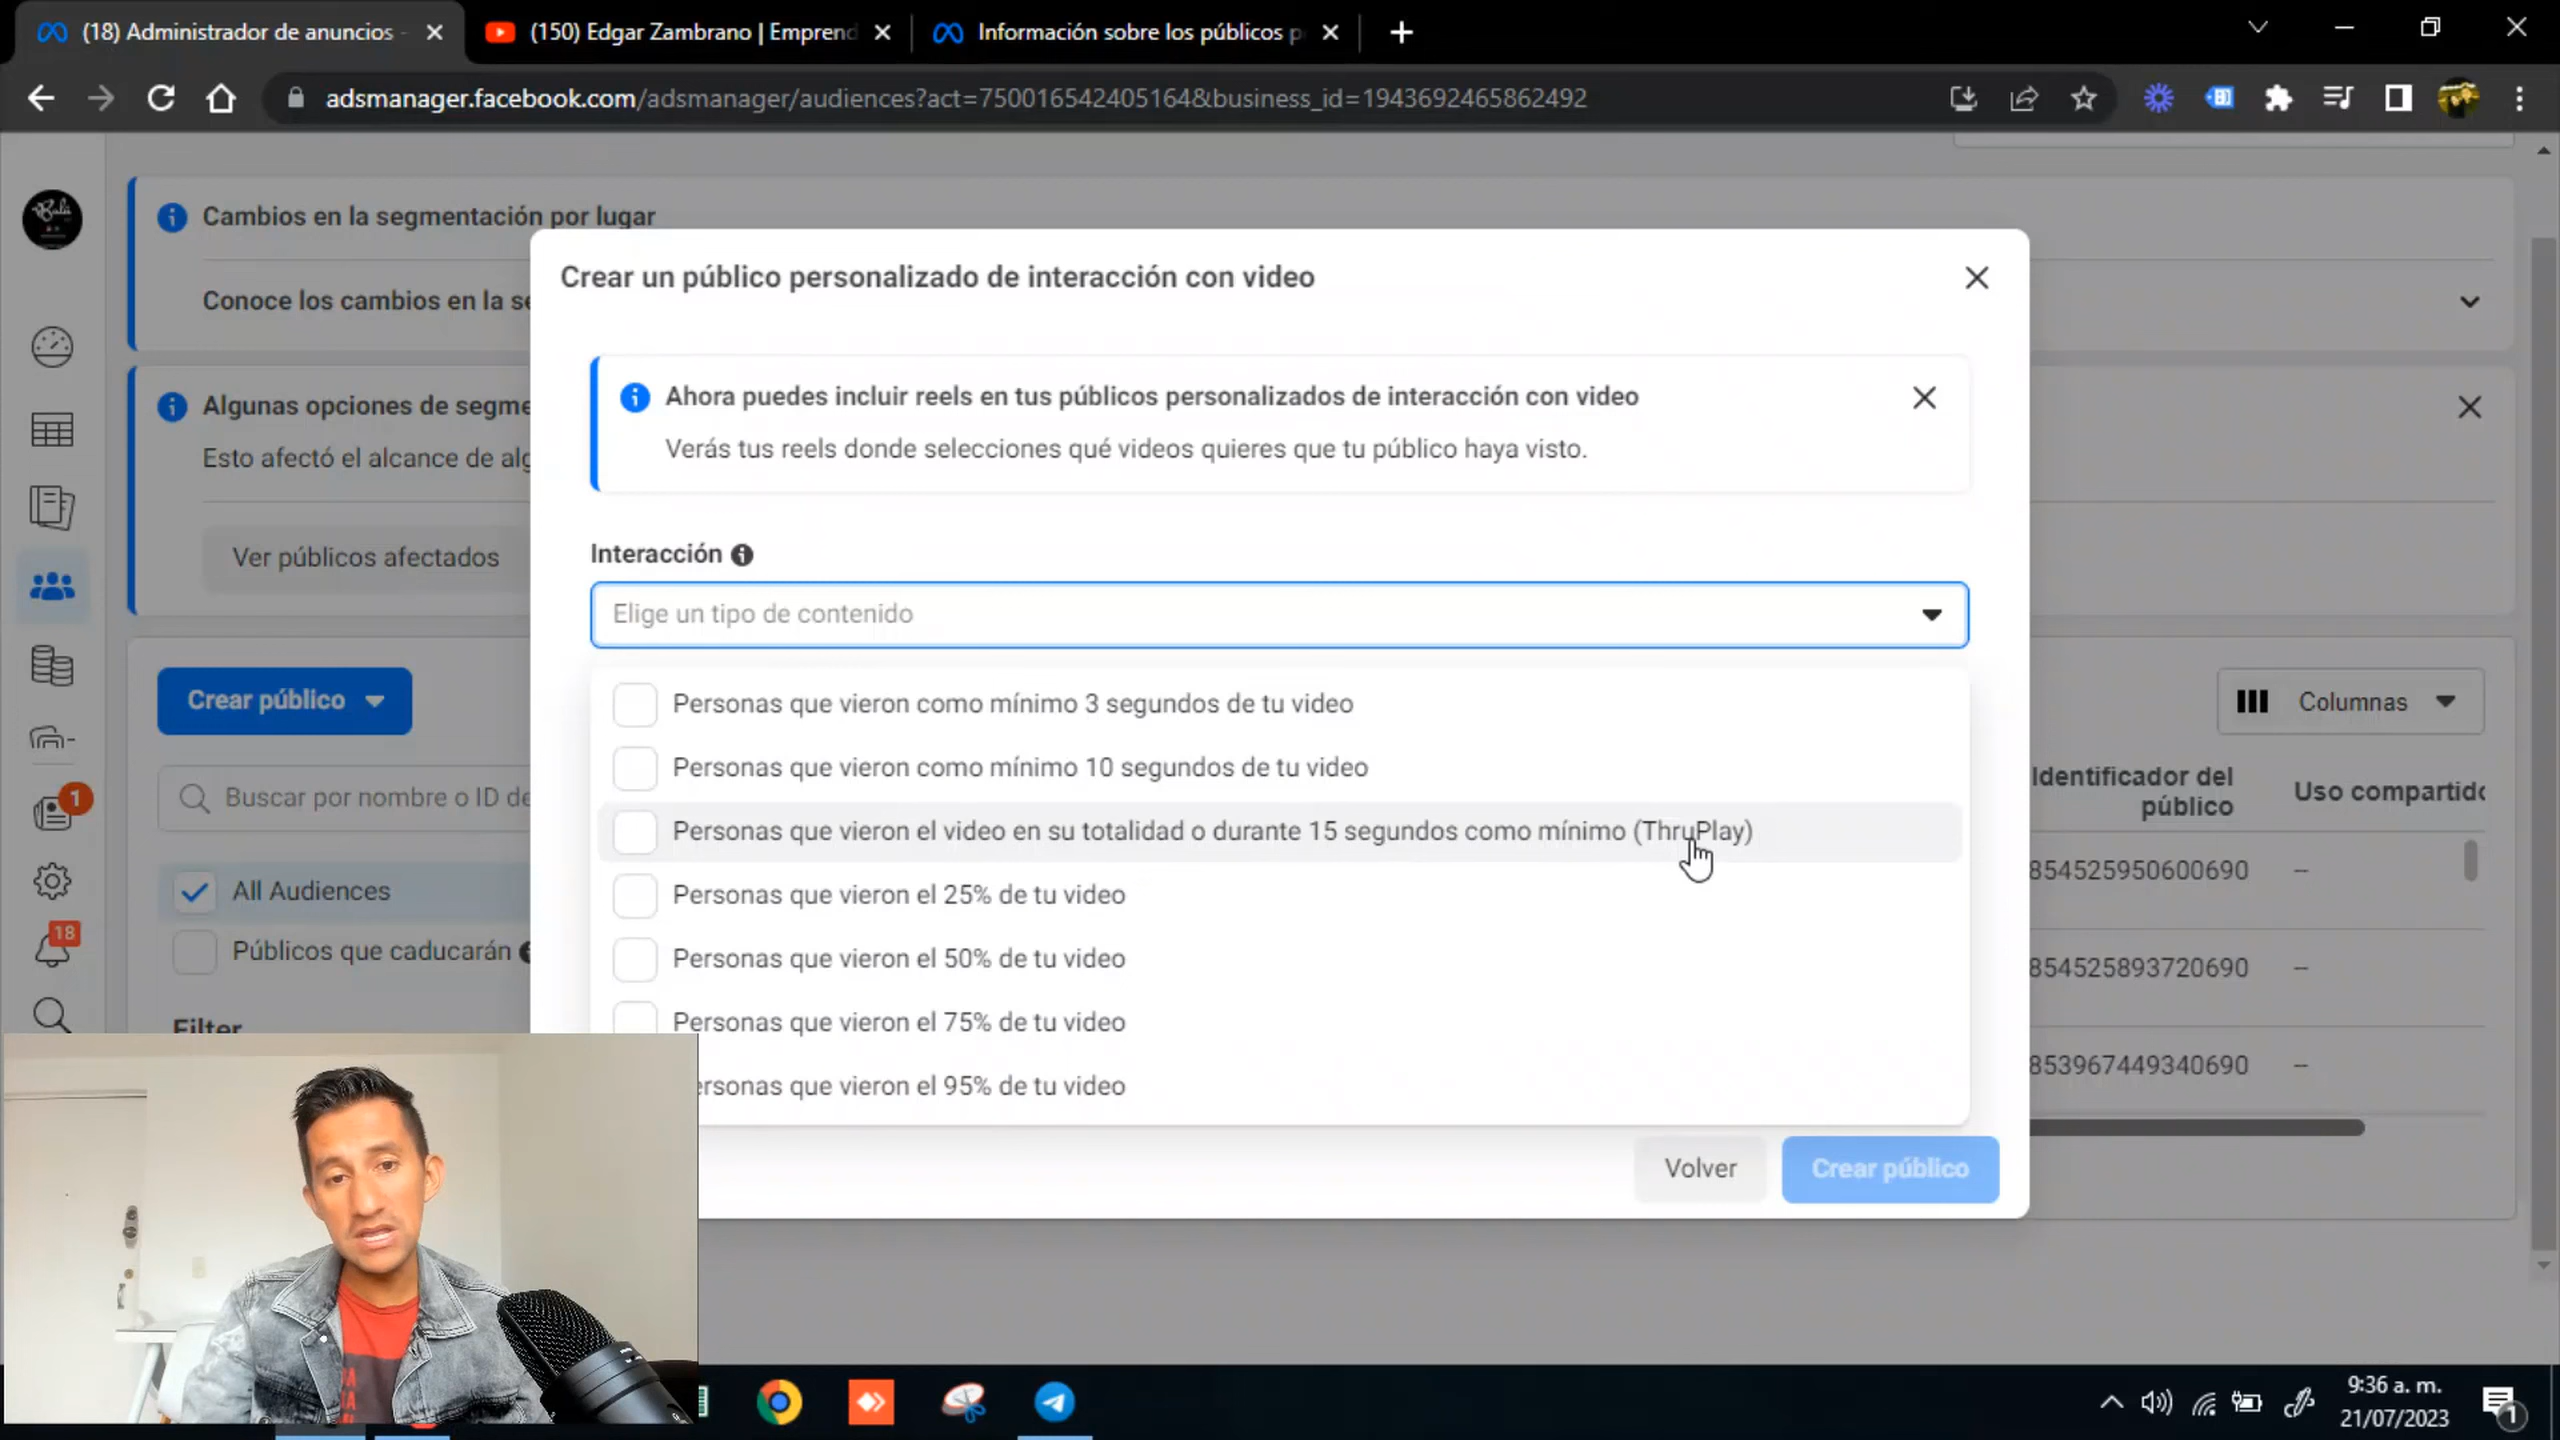 (18) Administrador de anuncios -
(150) Edgar Zambrano | Emprend
Información sobre los públicos p
adsmanager.facebook.com/adsmanager/audiences?act=750016542405164&business_id=1943692465862492
Cambios en la segmentación por lugar
Conoce los cambios en la se
Algunas opciones de segme
Esto afectó el alcance de alg
Ver públicos afectados
Crear público
Buscar por nombre o ID de
All Audiences
Públicos que caducarán
Filter
1
18
Crear un público personalizado de interacción con video
Ahora puedes incluir reels en tus públicos personalizados de interacción con video
Verás tus reels donde selecciones qué videos quieres que tu público haya visto.
Interacción
Elige un tipo de contenido
Personas que vieron como mínimo 3 segundos de tu video
Personas que vieron como mínimo 10 segundos de tu video
Personas que vieron el video en su totalidad o durante 15 segundos como mínimo (ThruPlay)
Personas que vieron el 25% de tu video
Personas que vieron el 50% de tu video
Personas que vieron el 75% de tu video
ersonas que vieron el 95% de tu video
Volver
Crear público
Columnas
Identificador del
público
Uso compartido
854525950600690 --
854525893720690 --
853967449340690 --
9:36 a. m.
21/07/2023
1